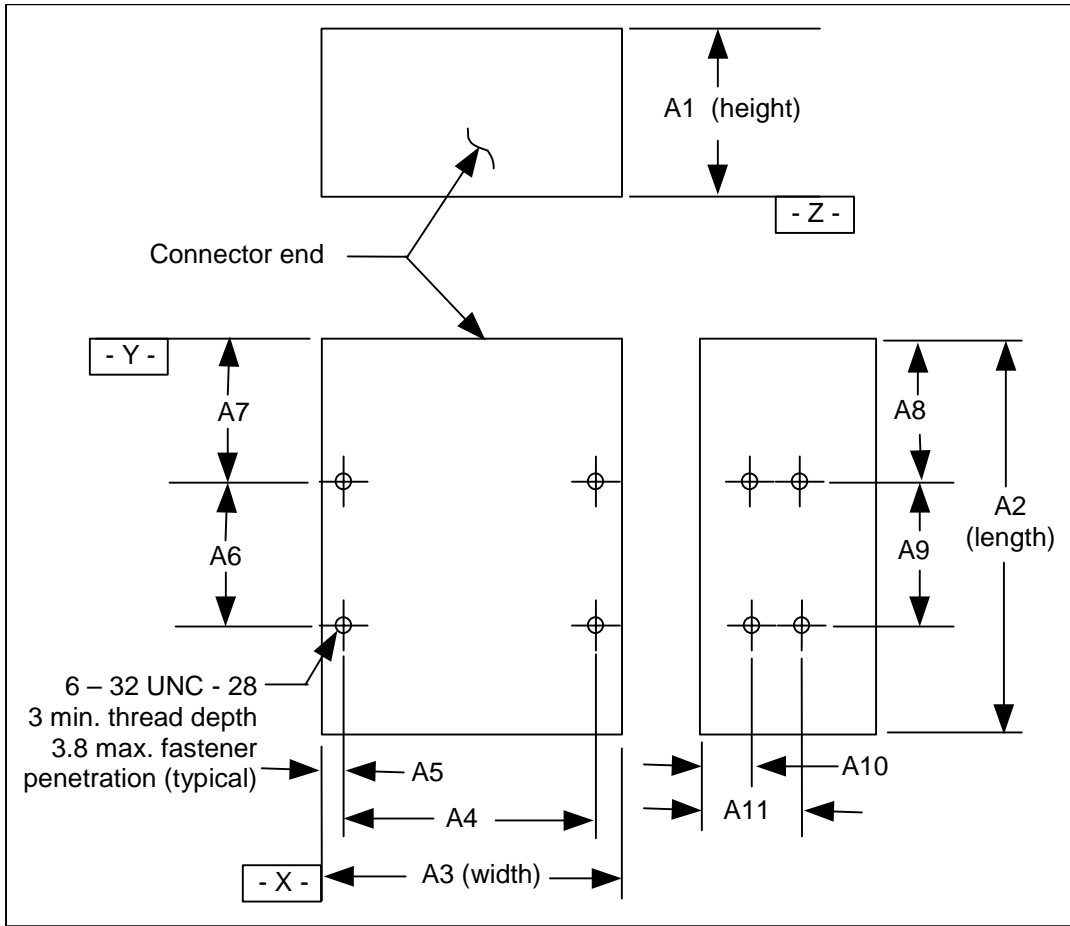 A1 (height)
- Z -
Connector end
- Y -
A7
A8
A6
A9
A2
(length)
6 – 32 UNC - 28
3 min. thread depth
3.8 max. fastener
penetration (typical)
A5
A10
A4
A11
A3 (width)
- X -